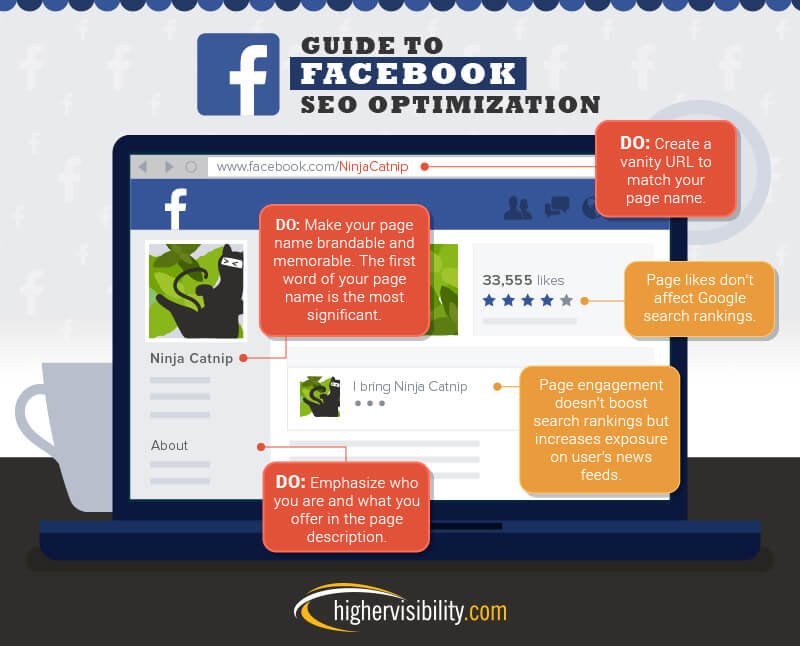 GUIDE TO
FACEBOOK
SEO OPTIMIZATION
www.facebook.com/NinjaCatnip
DO: Create a
vanity URL to
match your
page name.
DO: Make your page
name brandable and
memorable. The first
word of your page
name is the most
significant.
33,555 likes
Page likes don't
affect Google
search rankings.
Ninja Catnip
I bring Ninja Catnip
Page engagement
doesn't boost
search rankings but
increases exposure
on user's news
feeds.
About
DO: Emphasize who
you are and what you
offer in the page
description.
highervisibility.com